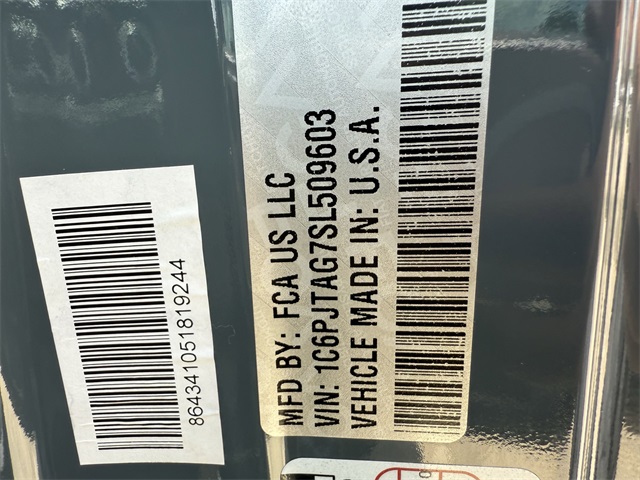 MFD BY: FCA US LLC
VIN: 1C6PJTAG7SL509603
VEHICLE MADE IN: U.S.A.
864341051819244